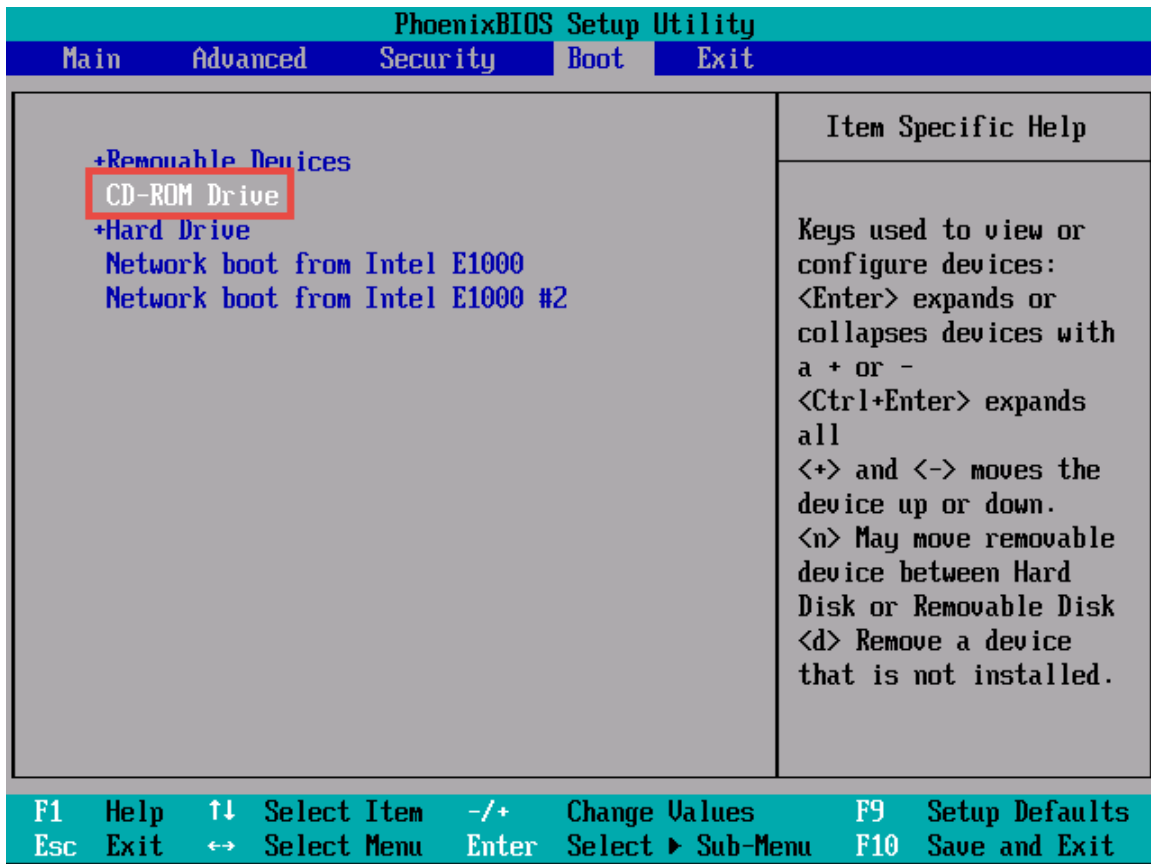 PhoenixBIOS Setup Utility
Main Advanced Security Boot Exit
+Removable Devices
CD-ROM Drive
+Hard Drive
Network boot from Intel E1000
Network boot from Intel E1000 #2
Item Specific Help
Keys used to view or
configure devices:
<Enter> expands or
collapses devices with
a + or -
<Ctrl+Enter> expands
all
<+> and <-> moves the
device up or down.
<n> May move removable
device between Hard
Disk or Removable Disk
<d> Remove a device
that is not installed.
F1 Help ↑↓ Select Item -/+ Change Values F9 Setup Defaults
Esc Exit ↔ Select Menu Enter Select ▶ Sub-Menu F10 Save and Exit